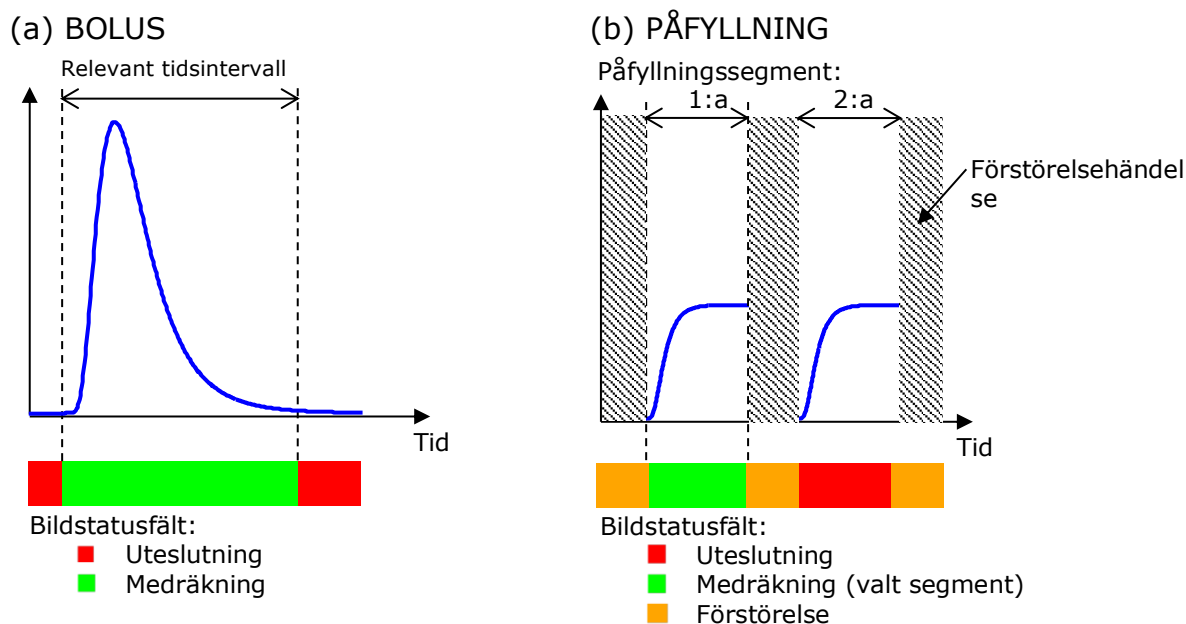 (a) BOLUS
Relevant tidsintervall
Tid
Bildstatusfält:
Uteslutning
Medräkning
(b) PÅFYLLNING
Påfyllningssegment:
1:a
2:a
Förstörelsehändel
se
Tid
Bildstatusfält:
Uteslutning
Medräkning (valt segment)
Förstörelse